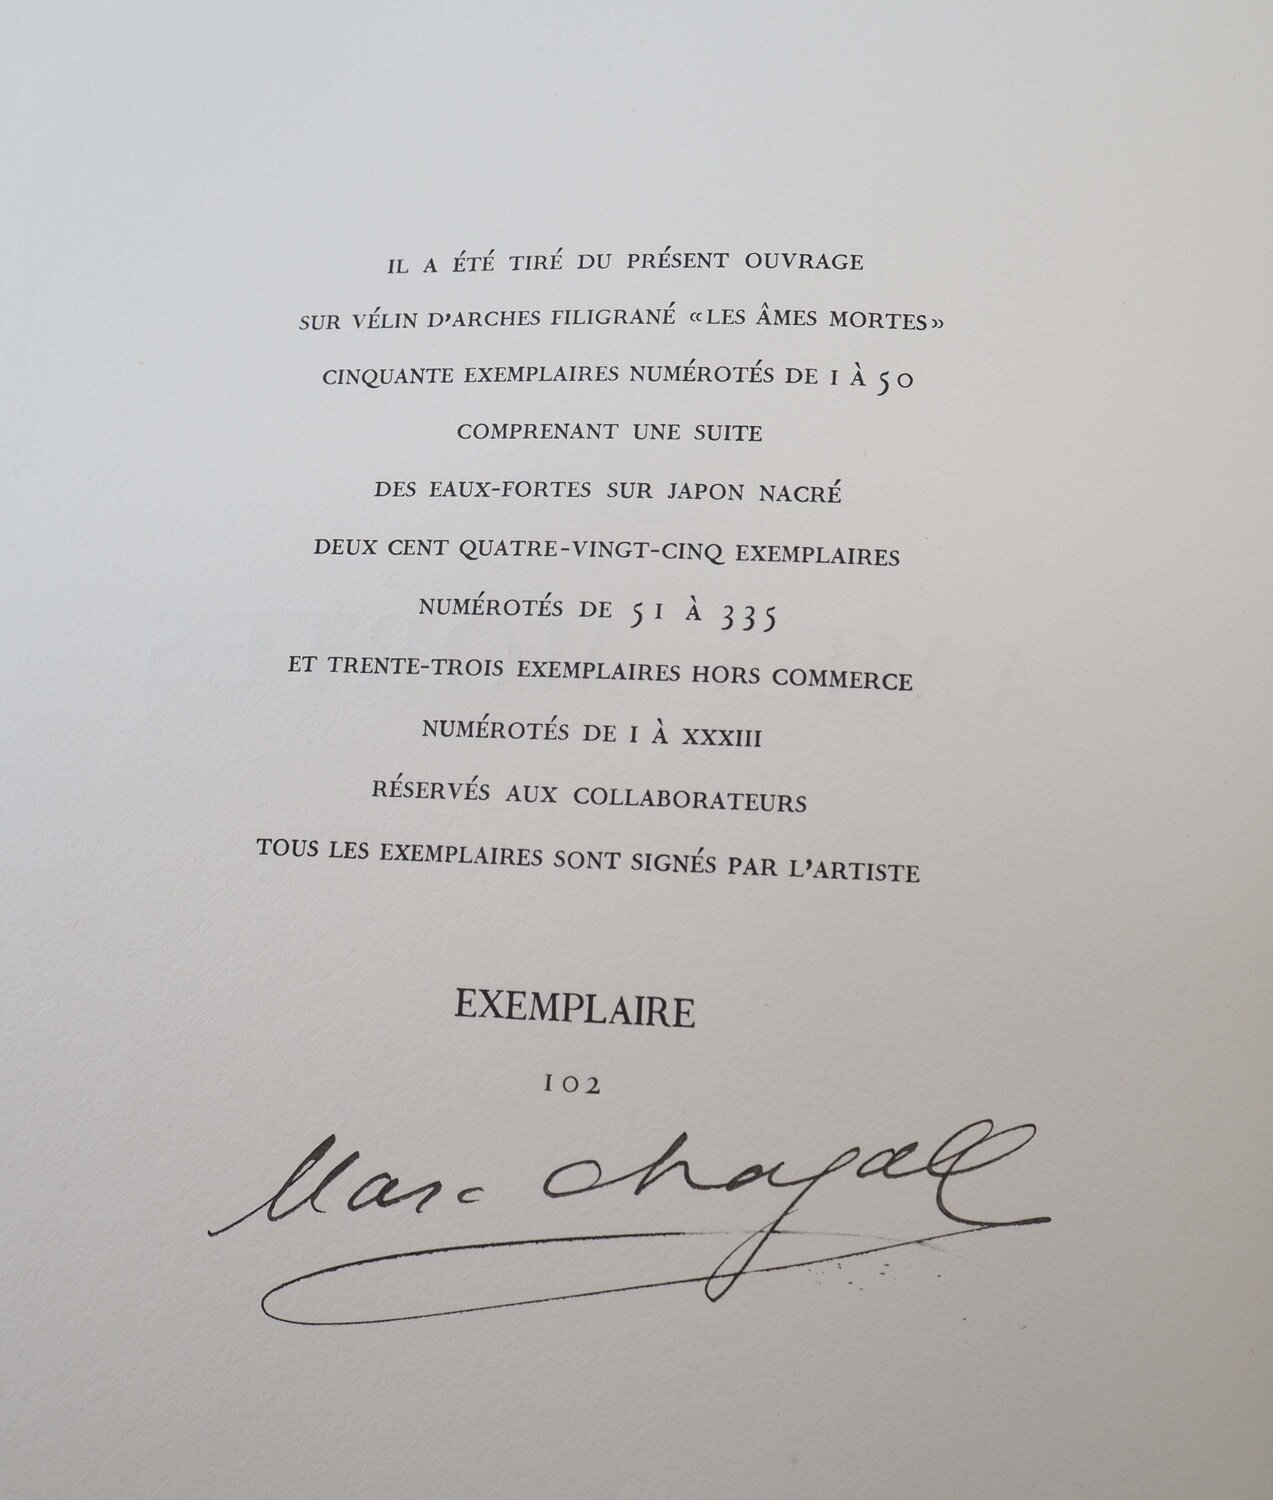 IL A ÉTÉ TIRÉ DU PRÉSENT OUVRAGE
SUR VÉLIN D'ARCHES FILIGRANÉ «LES ÂMES MORTES»
CINQUANTE EXEMPLAIRES NUMÉROTÉS DE 1 À 50
COMPRENANT UNE SUITE
DES EAUX-FORTES SUR JAPON NACRÉ
DEUX CENT QUATRE-VINGT-CINQ EXEMPLAIRES
NUMÉROTÉS DE 51 À 335
ET TRENTE-TROIS EXEMPLAIRES HORS COMMERCE
NUMÉROTÉS DE I À XXXIII
RÉSERVÉS AUX COLLABORATEURS
TOUS LES EXEMPLAIRES SONT SIGNÉS PAR L'ARTISTE
EXEMPLAIRE
102
Marc Chagall